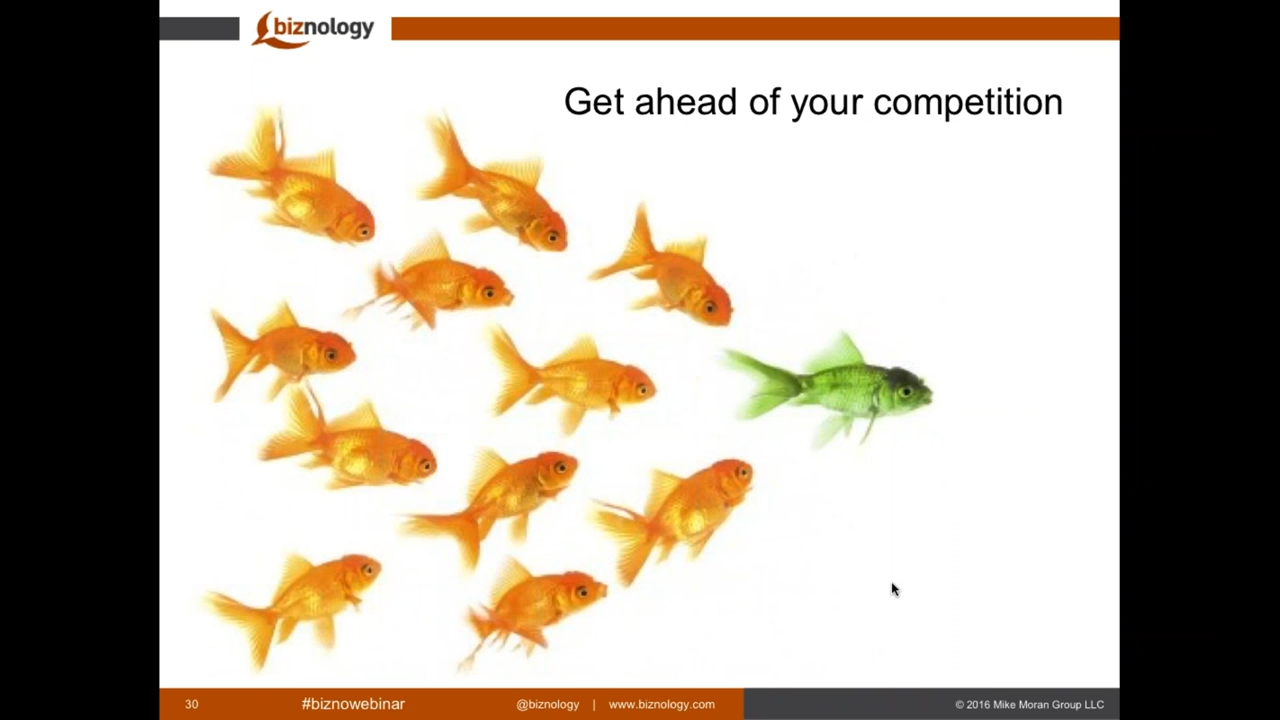 biznology
Get ahead of your competition
30
#biznowebinar
@biznology | www.biznology.com
© 2016 Mike Moran Group LLC